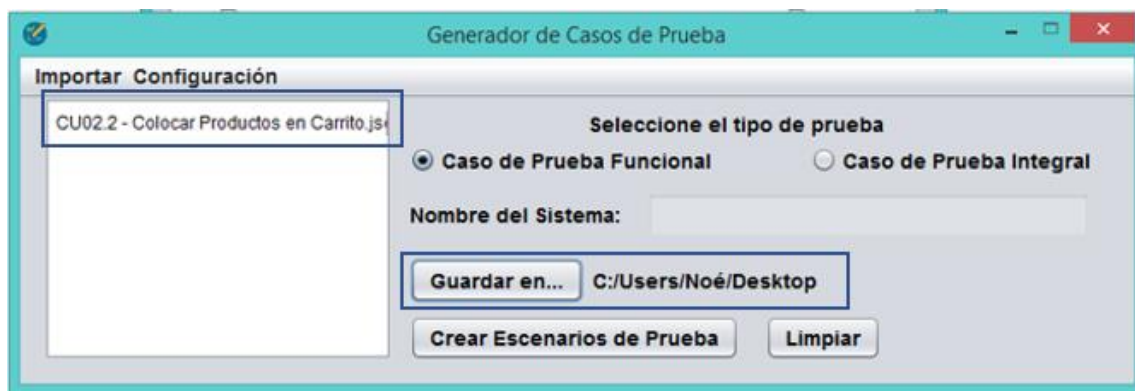 Generador de Casos de Prueba
Importar Configuración
CU02.2 - Colocar Productos en Carrito.js
Seleccione el tipo de prueba
Caso de Prueba Funcional
Caso de Prueba Integral
Nombre del Sistema:
Guardar en... C:/Users/Noé/Desktop
Crear Escenarios de Prueba
Limpiar